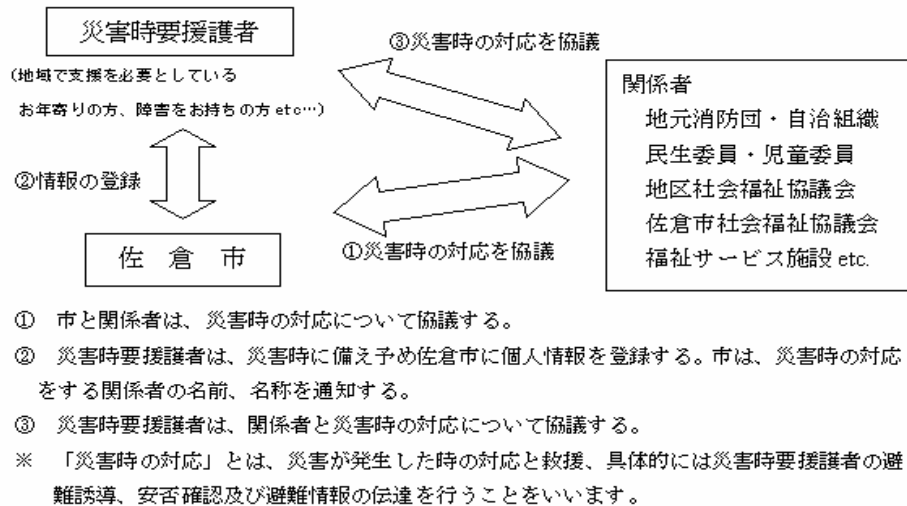 災害時要援護者
(地域で支援を必要としている
お年寄りの方、障害をお持ちの方etc…)
③災害時の対応を協議
②情報の登録
佐 倉 市
①災害時の対応を協議
関係者
地元消防団・自治組織
民生委員・児童委員
地区社会福祉協議会
佐倉市社会福祉協議会
福祉サービス施設 etc.
① 市と関係者は、災害時の対応について協議する。
② 災害時要援護者は、災害時に備え予め佐倉市に個人情報を登録する。市は、災害時の対応
をする関係者の名前、名称を通知する。
③ 災害時要援護者は、関係者と災害時の対応について協議する。
※ 「災害時の対応」とは、災害が発生した時の対応と救援、具体的には災害時要援護者の避
難誘導、安否確認及び避難情報の伝達を行うことをいいます。